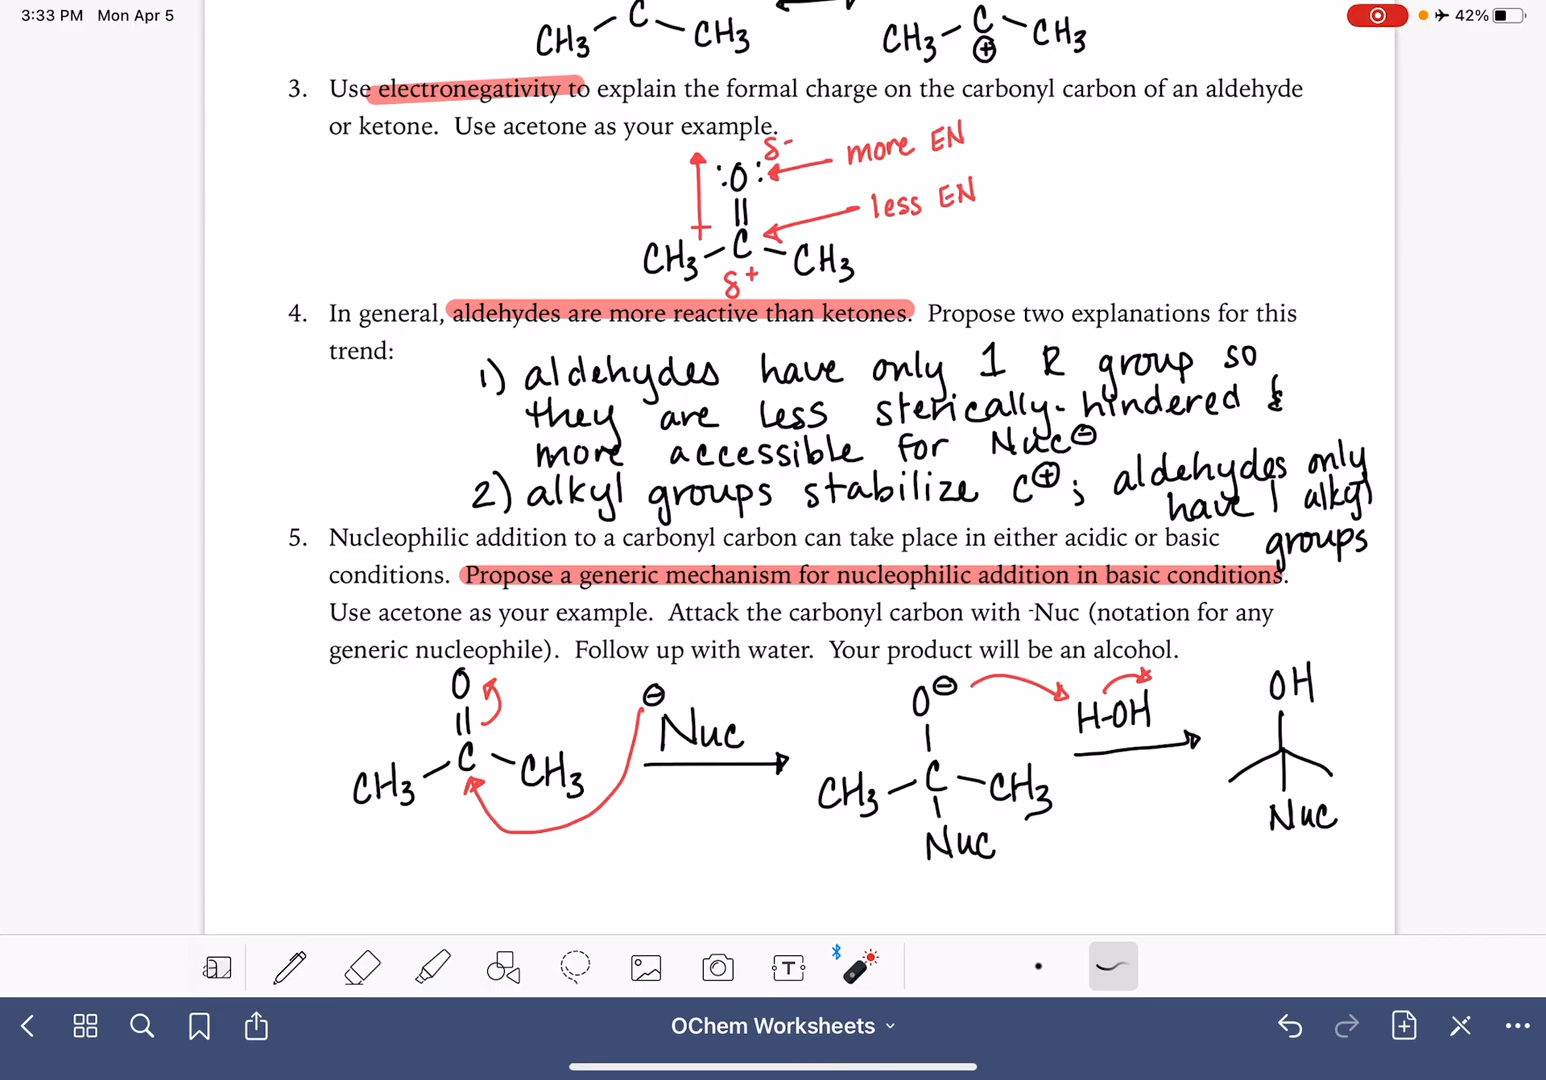 3:33 PM Mon Apr 5
42%
CH3 C CH3
CH3 C ⊕ CH3
3. Use electronegativity to explain the formal charge on the carbonyl carbon of an aldehyde
or ketone. Use acetone as your example.
δ-
more EN
:O:
less EN
CH3 - C - CH3
δ+
4. In general, aldehydes are more reactive than ketones. Propose two explanations for this
trend:
1) aldehydes have only 1 R group so
they are less sterically-hindered &
more accessible for Nuc⊖
2) alkyl groups stabilize C⊕; aldehydes only
have 1 alkyl
groups
5. Nucleophilic addition to a carbonyl carbon can take place in either acidic or basic
conditions. Propose a generic mechanism for nucleophilic addition in basic conditions.
Use acetone as your example. Attack the carbonyl carbon with -Nuc (notation for any
generic nucleophile). Follow up with water. Your product will be an alcohol.
O
CH3 - C - CH3
⊖
Nuc
O⊖
CH3 - C - CH3
Nuc
H-OH
OH
Nuc
a
T
OChem Worksheets